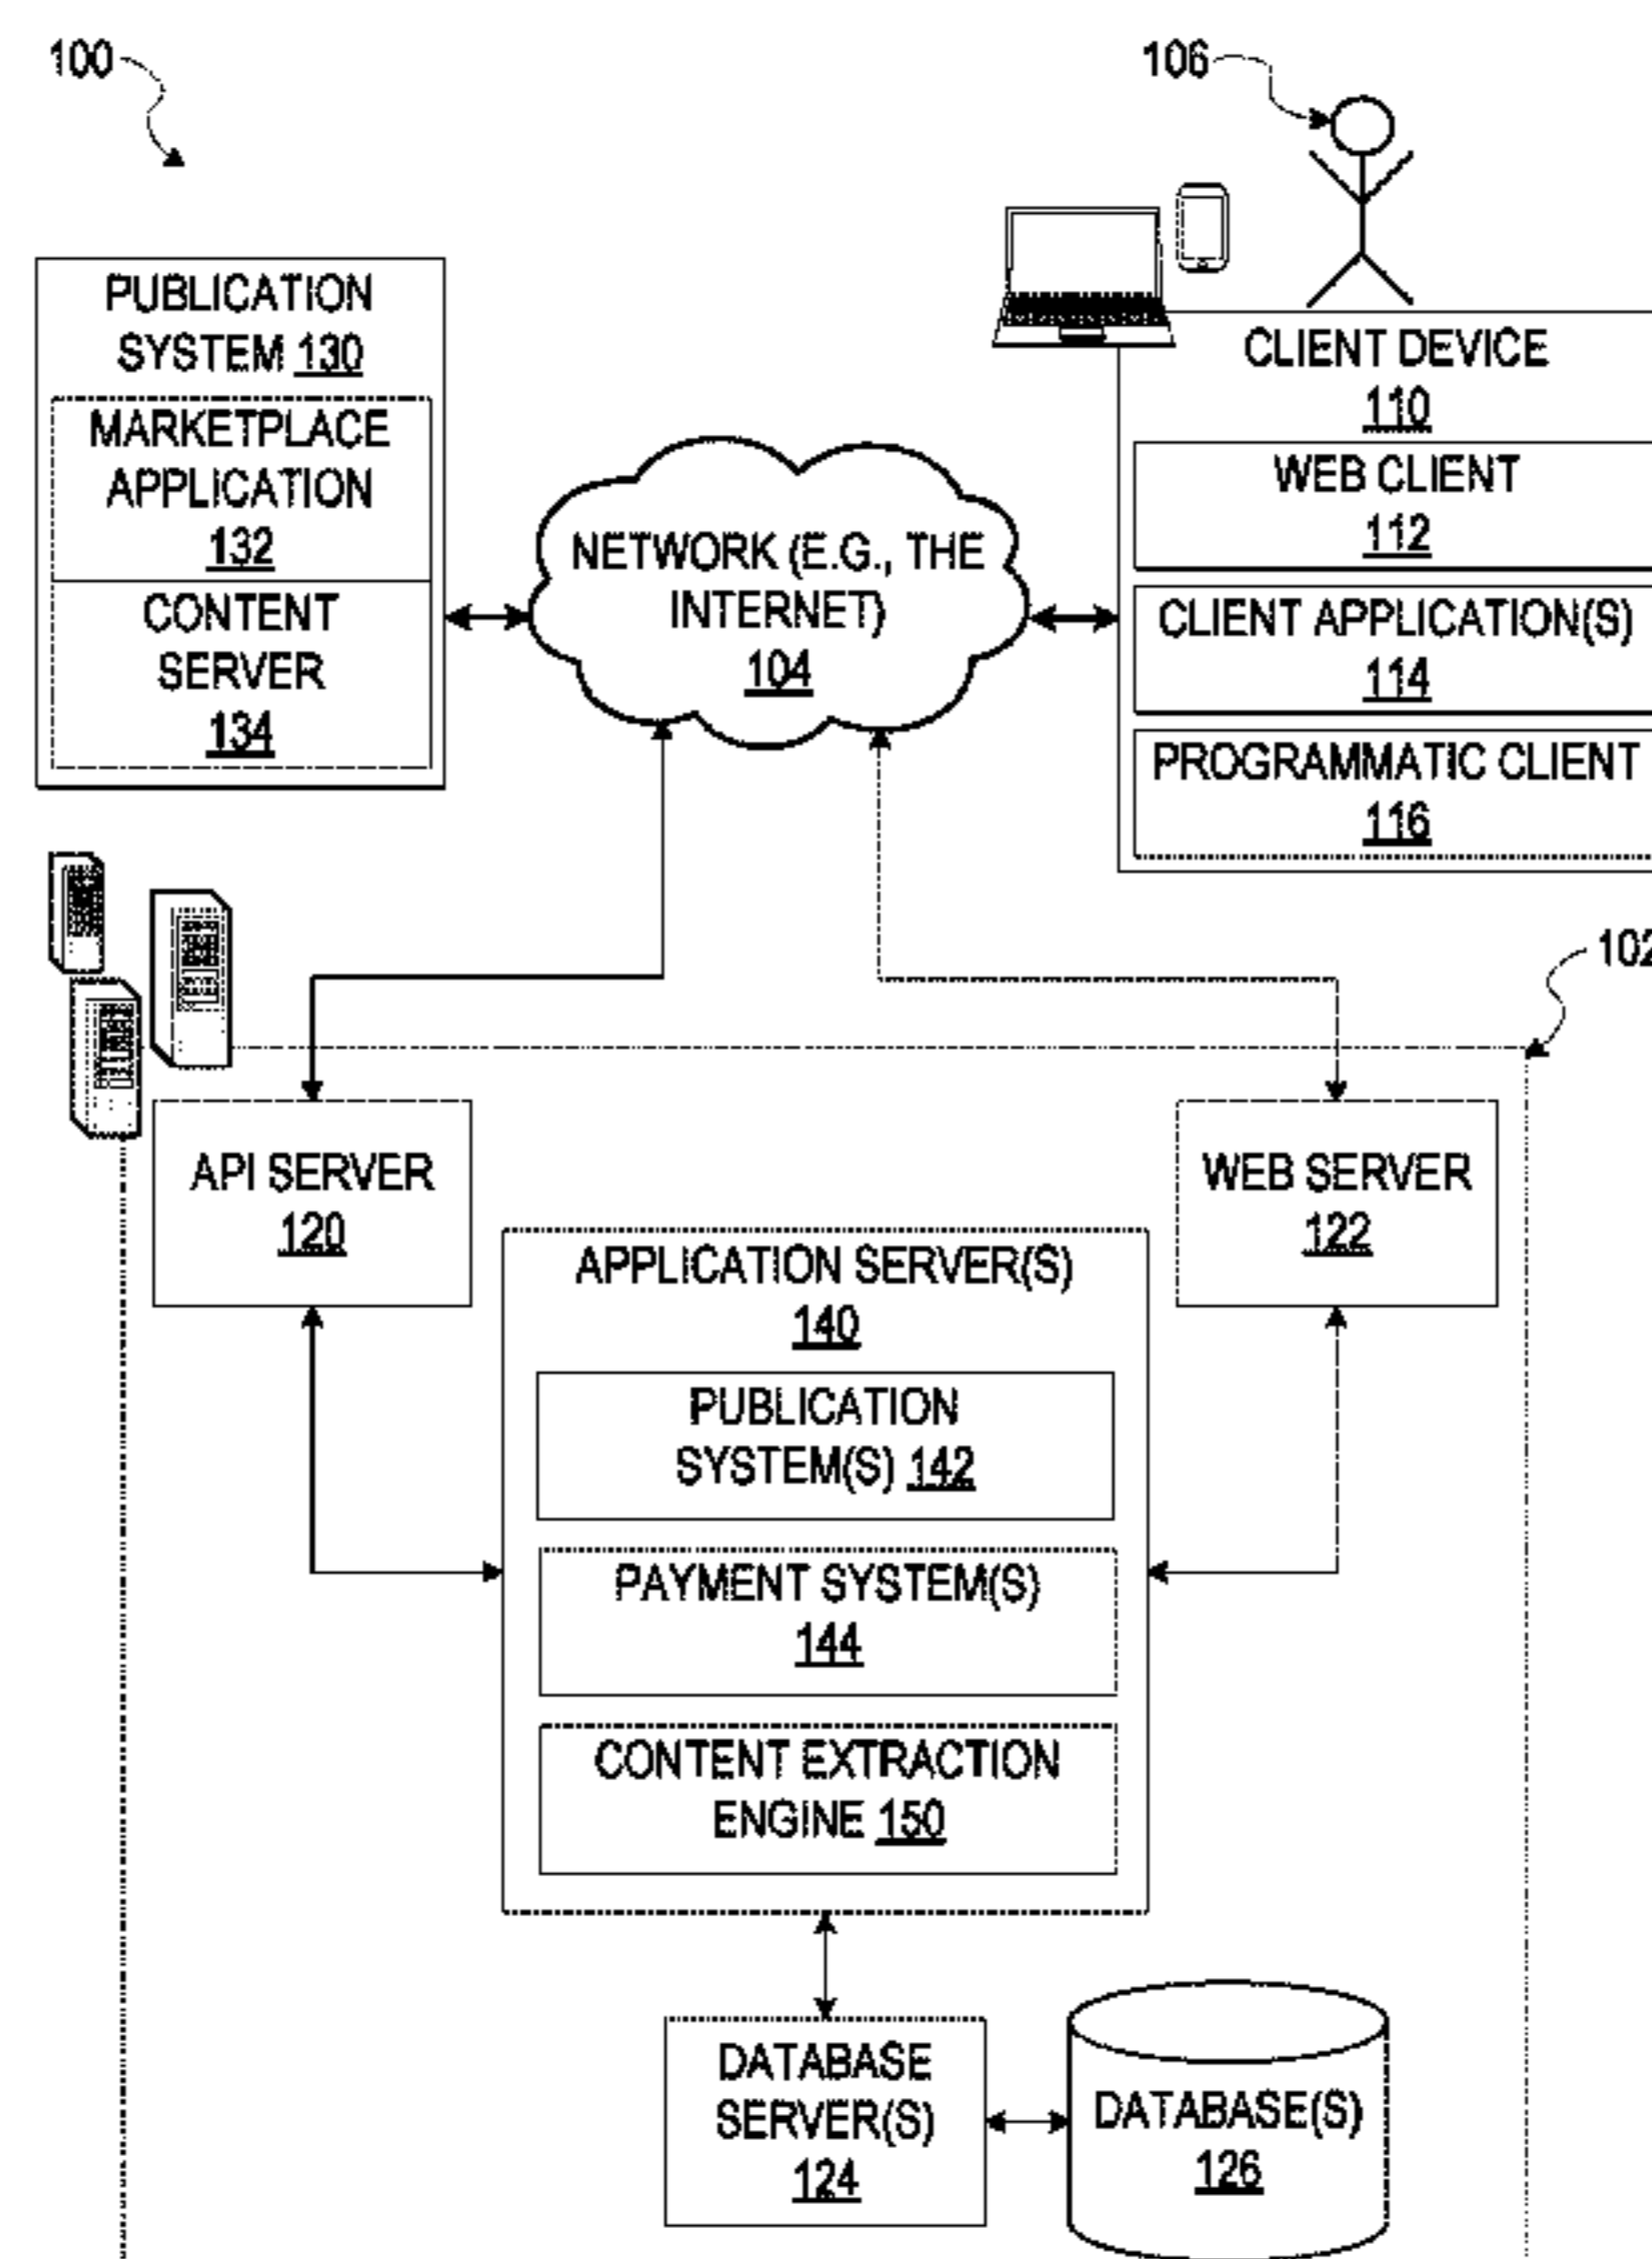 100
106
PUBLICATION
SYSTEM 130
MARKETPLACE
APPLICATION
132
CONTENT
SERVER
134
NETWORK (E.G., THE
INTERNET)
104
CLIENT DEVICE
110
WEB CLIENT
112
CLIENT APPLICATION(S)
114
PROGRAMMATIC CLIENT
116
102
API SERVER
120
WEB SERVER
122
APPLICATION SERVER(S)
140
PUBLICATION
SYSTEM(S) 142
PAYMENT SYSTEM(S)
144
CONTENT EXTRACTION
ENGINE 150
DATABASE
SERVER(S)
124
DATABASE(S)
126